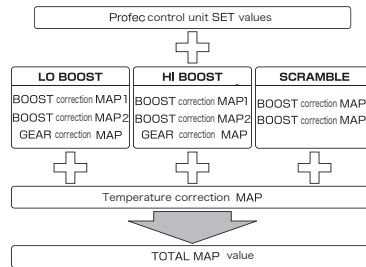 Profec control unit SET values
LO BOOST
BOOST correction MAP1
BOOST correction MAP2
GEAR correction MAP
HI BOOST
BOOST correction MAP1
BOOST correction MAP2
GEAR correction MAP
SCRAMBLE
BOOST correction MAP
BOOST correction MAP
Temperature correction MAP
TOTAL MAP value